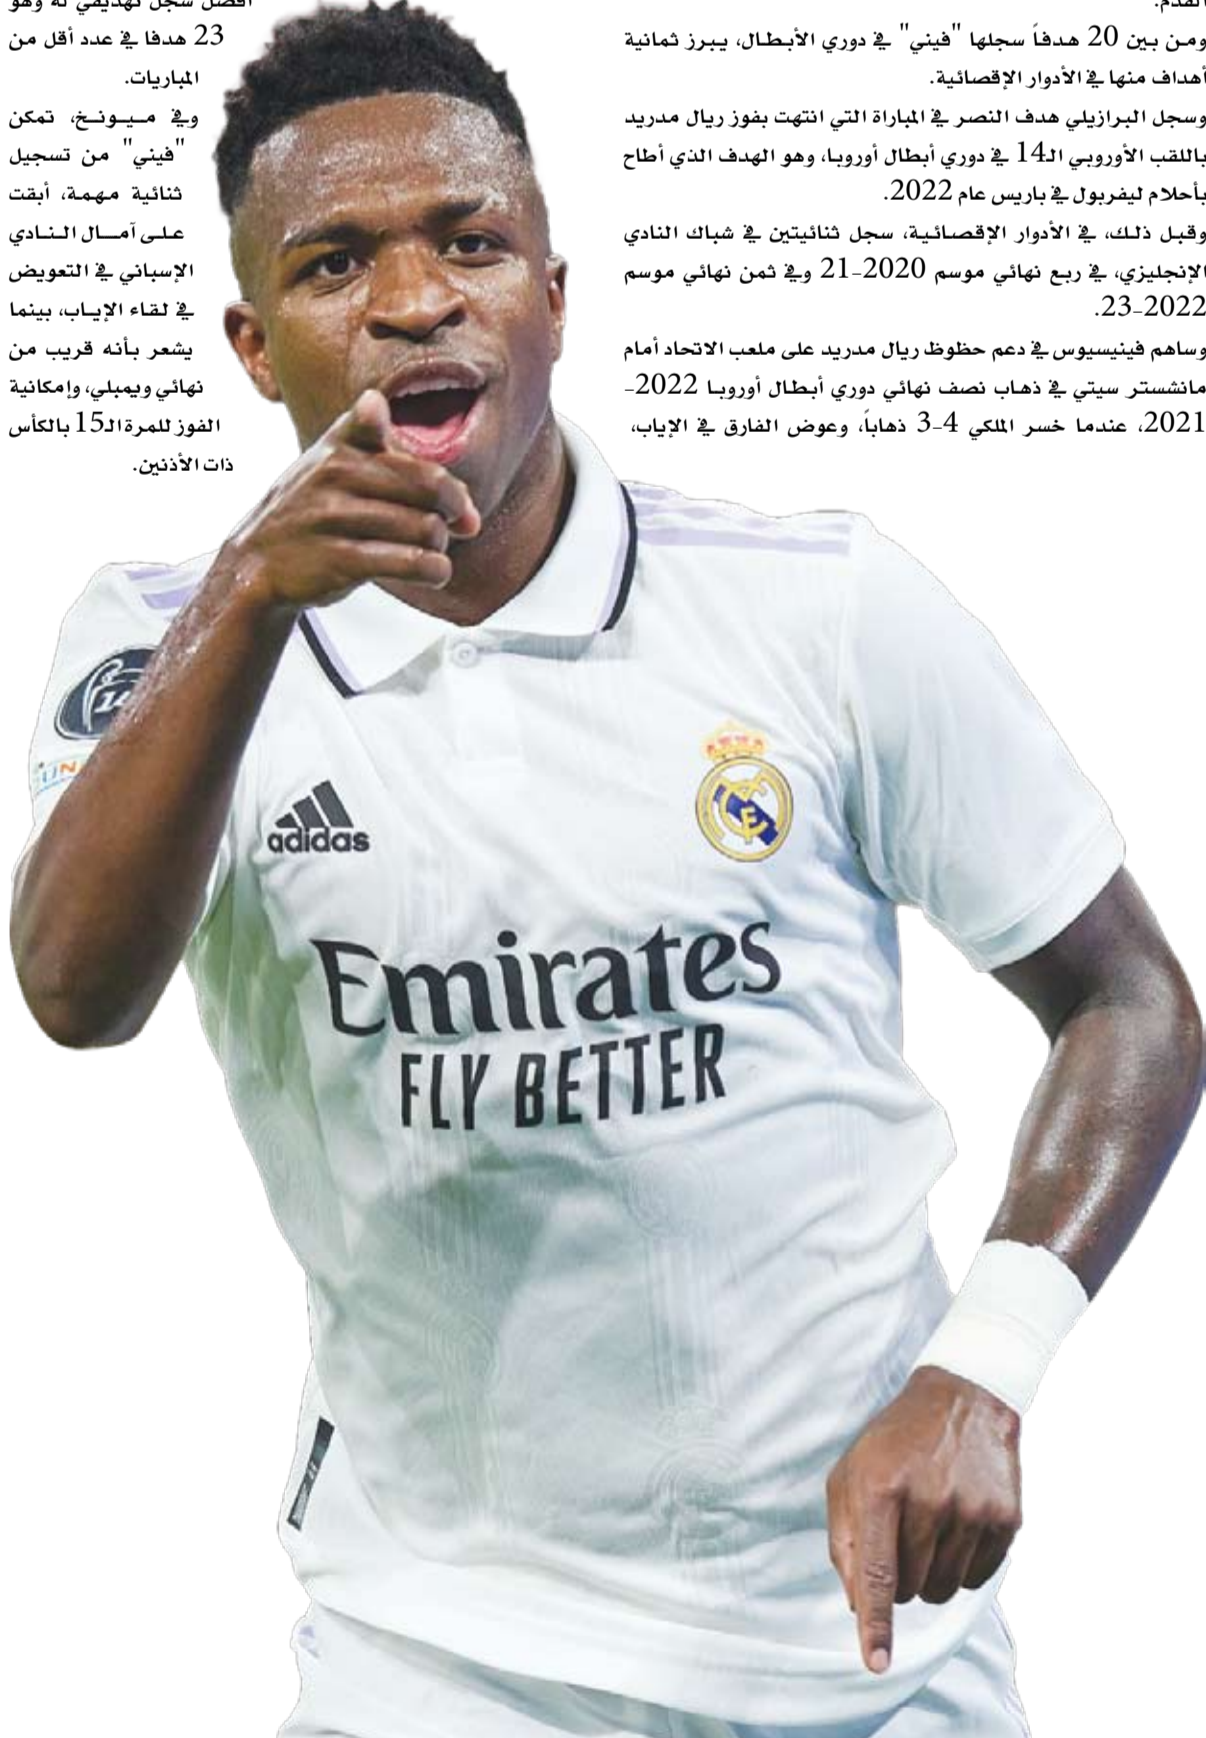 القدم.
ومن بين 20 هدفاً سجلها "فيني" في دوري الأبطال، يبرز ثمانية
أهداف منها في الأدوار الإقصائية.
وسجل البرازيلي هدف النصر في المباراة التي انتهت بفوز ريال مدريد
باللقب الأوروبي الـ14 في دوري أبطال أوروبا، وهو الهدف الذي أطاح
بأحلام ليفربول في باريس عام 2022.
وقبل ذلك، في الأدوار الإقصائية، سجل ثنائيتين في شباك النادي
الإنجليزي، في ربع نهائي موسم 2020-21 وفي ثمن نهائي موسم
2022-23.
وساهم فينيسيوس في دعم حظوظ ريال مدريد على ملعب الاتحاد أمام
مانشستر سيتي في ذهاب نصف نهائي دوري أبطال أوروبا 2022-
2021، عندما خسر الملكي 4-3 ذهاباً، وعوض الفارق في الإياب،
أفضل سجل تهديفي له وهو
23 هدفا في عدد أقل من
المباريات.
وفي ميونخ، تمكن
"فيني" من تسجيل
ثنائية مهمة، أبقت
على آمال النادي
الإسباني في التعويض
في لقاء الإياب، بينما
يشعر بأنه قريب من
نهائي ويمبلي، وإمكانية
الفوز للمرة الـ15 بالكأس
ذات الأذنين.
14
adidas
Emirates
FLY BETTER